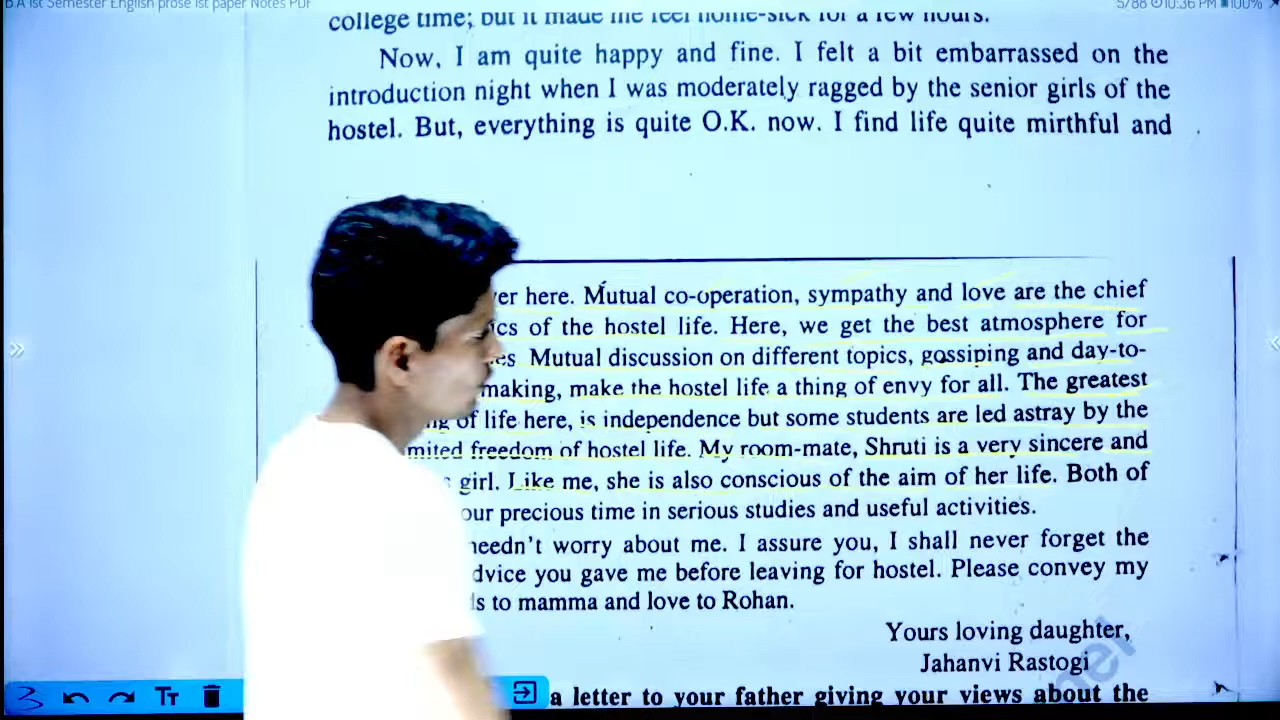 B.A Ist Semester English prose Ist paper Notes PDF
5/88 10:36 PM 100%
college time; but it made me feel home-sick for a few hours.
Now, I am quite happy and fine. I felt a bit embarrassed on the
introduction night when I was moderately ragged by the senior girls of the
hostel. But, everything is quite O.K. now. I find life quite mirthful and
here. Mutual co-operation, sympathy and love are the chief
of the hostel life. Here, we get the best atmosphere for
Mutual discussion on different topics, gossiping and day-to-
making, make the hostel life a thing of envy for all. The greatest
of life here, is independence but some students are led astray by the
freedom of hostel life. My room-mate, Shruti is a very sincere and
girl. Like me, she is also conscious of the aim of her life. Both of
our precious time in serious studies and useful activities.
needn't worry about me. I assure you, I shall never forget the
advice you gave me before leaving for hostel. Please convey my
to mamma and love to Rohan.
Yours loving daughter,
Jahanvi Rastogi
a letter to your father giving your views about the